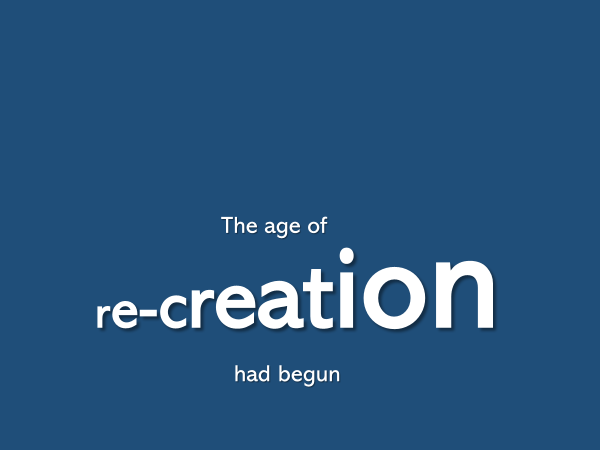 The age of
re-creation
had begun